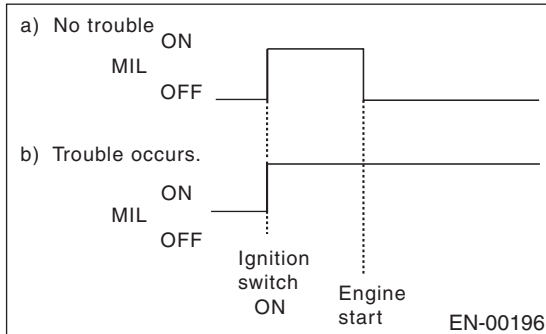 a) No trouble
ON
MIL
OFF
b) Trouble occurs.
ON
MIL
OFF
Ignition
switch
ON
Engine
start
EN-00196